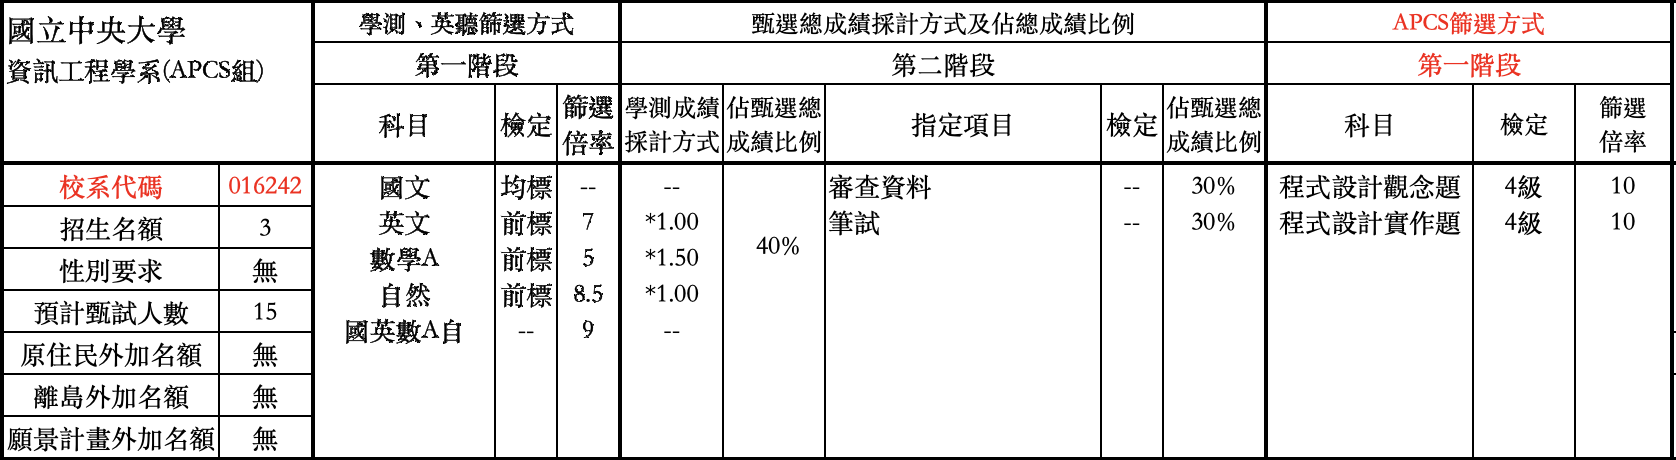 國立中央大學
資訊工程學系(APCS組)
學測、英聽篩選方式
甄選總成績採計方式及佔總成績比例
APCS篩選方式
第一階段
第二階段
第一階段
科目
檢定
篩選
倍率
學測成績
採計方式
佔甄選總
成績比例
指定項目
檢定
佔甄選總
成績比例
科目
檢定
篩選
倍率
校系代碼 016242
招生名額 3
性別要求 無
預計甄試人數 15
原住民外加名額 無
離島外加名額 無
願景計畫外加名額 無
國文 均標 -- --
英文 前標 7 *1.00
數學A 前標 5 *1.50
自然 前標 8.5 *1.00
國英數A自 -- 9 --
40%
審查資料 -- 30%
筆試 -- 30%
程式設計觀念題 4級 10
程式設計實作題 4級 10